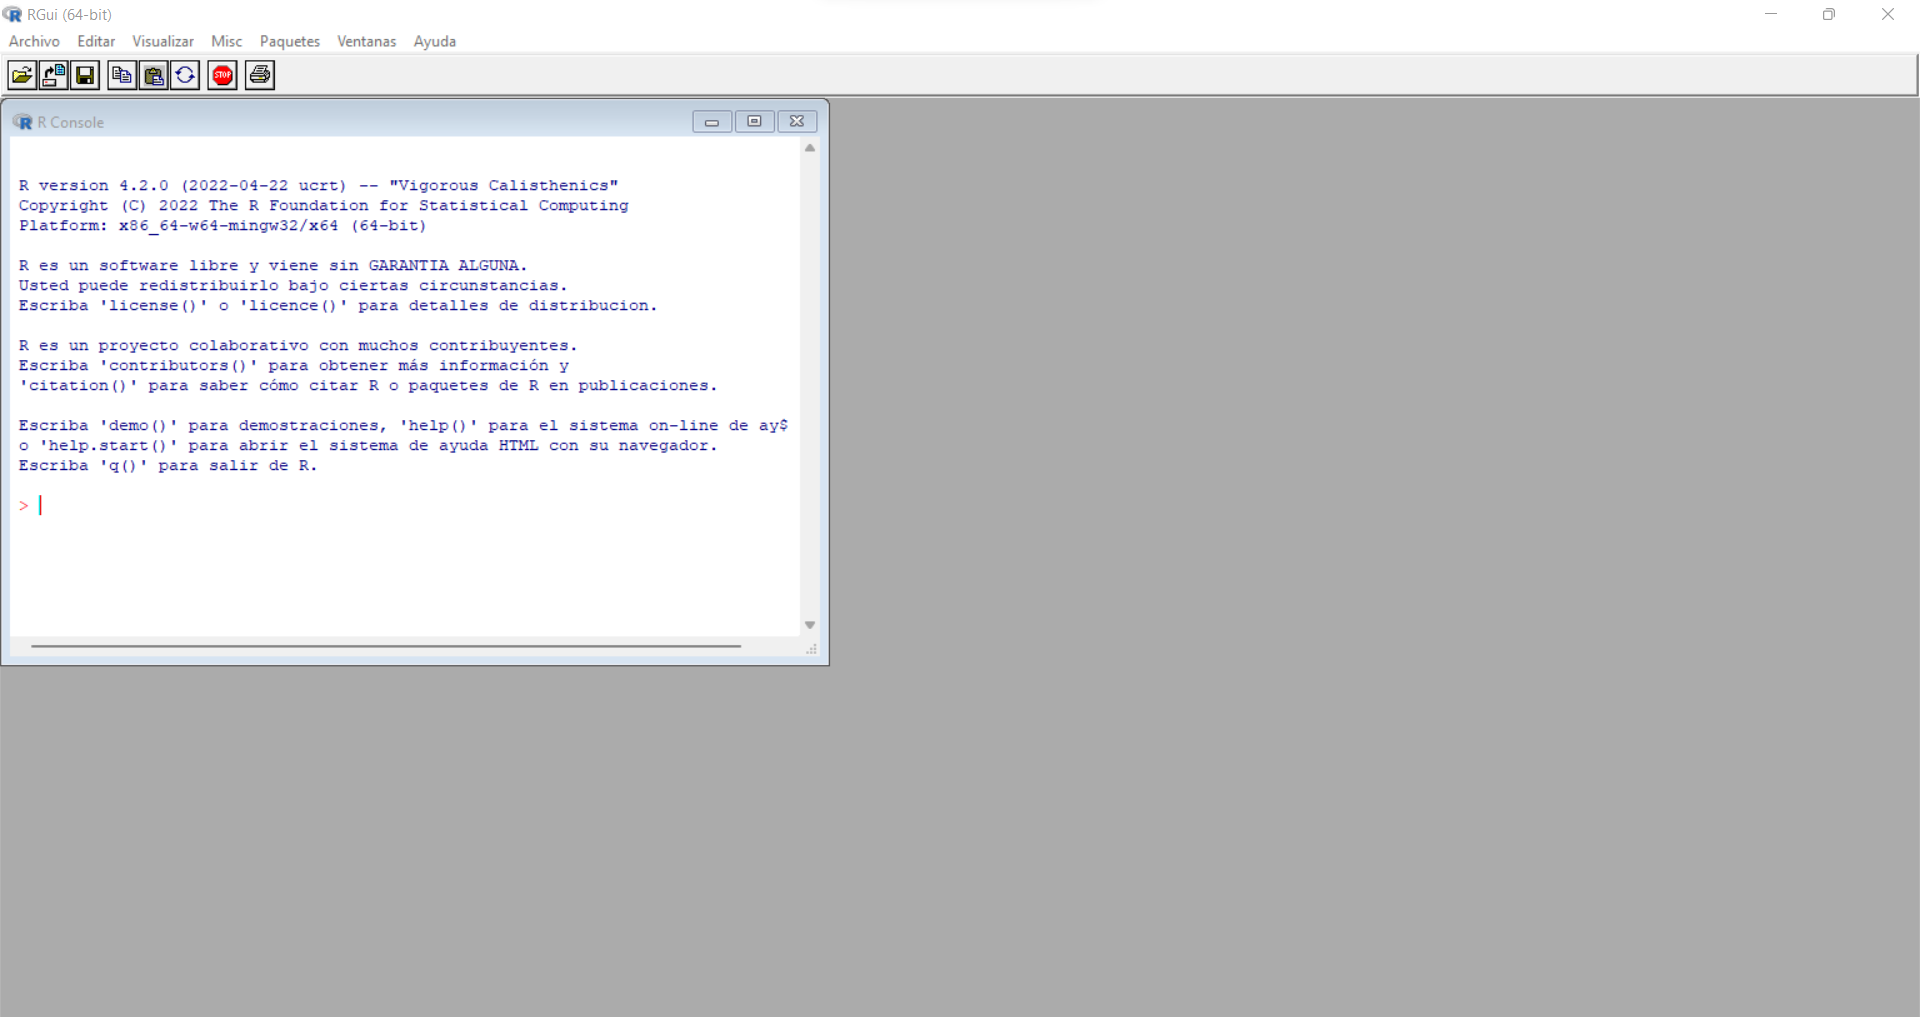 RGui (64-bit)
Archivo Editar Visualizar Misc Paquetes Ventanas Ayuda
STOP
R Console
R version 4.2.0 (2022-04-22 ucrt) -- "Vigorous Calisthenics"
Copyright (C) 2022 The R Foundation for Statistical Computing
Platform: x86_64-w64-mingw32/x64 (64-bit)
R es un software libre y viene sin GARANTIA ALGUNA.
Usted puede redistribuirlo bajo ciertas circunstancias.
Escriba 'license()' o 'licence()' para detalles de distribucion.
R es un proyecto colaborativo con muchos contribuyentes.
Escriba 'contributors()' para obtener más información y
'citation()' para saber cómo citar R o paquetes de R en publicaciones.
Escriba 'demo()' para demostraciones, 'help()' para el sistema on-line de ay$
o 'help.start()' para abrir el sistema de ayuda HTML con su navegador.
Escriba 'q()' para salir de R.
>